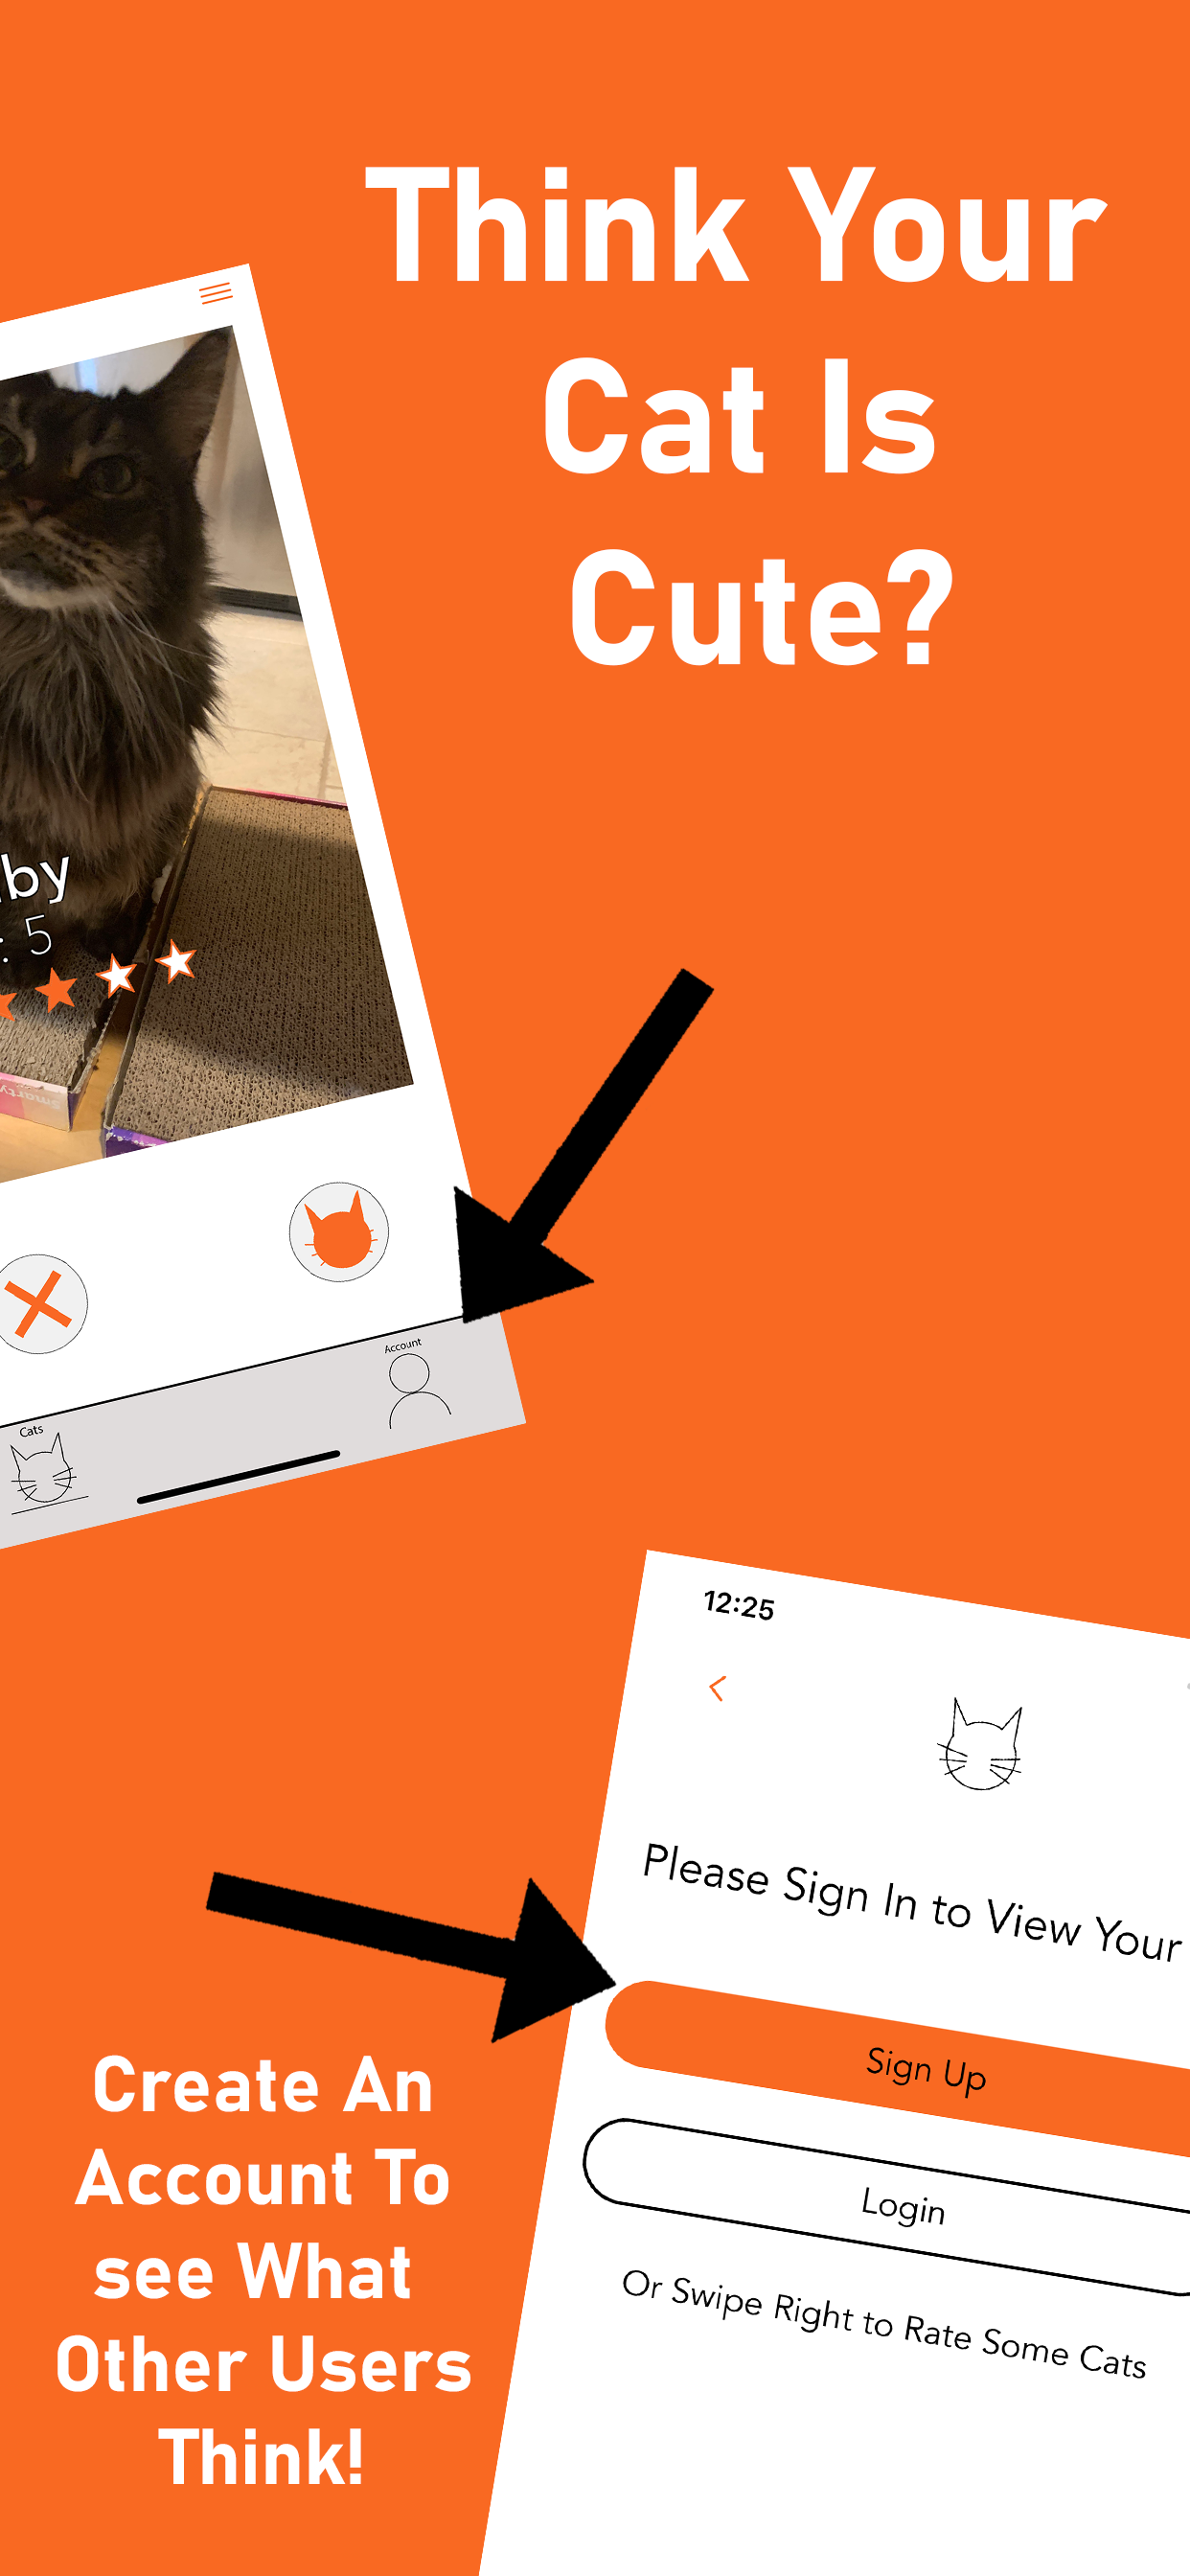 Think Your
Cat Is
Cute?
by
: 5
Account
Cats
12:25
Please Sign In to View Your
Sign Up
Login
Or Swipe Right to Rate Some Cats
Create An
Account To
see What
Other Users
Think!